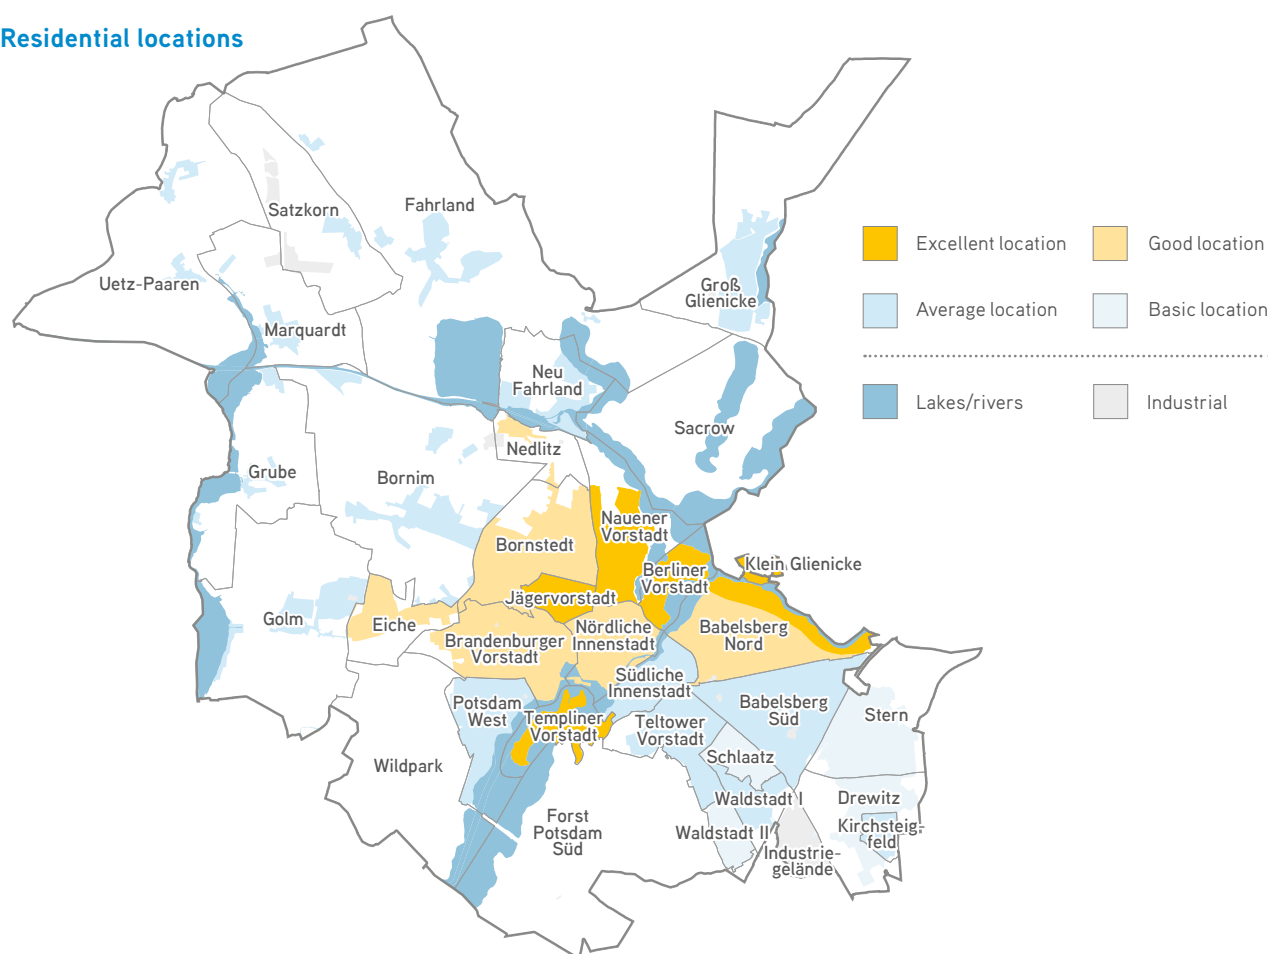 Residential locations
Satzkorn
Fahrland
Uetz-Paaren
Marquardt
Groß
Glienicke
Neu
Fahrland
Sacrow
Nedlitz
Grube
Bornim
Nauener
Vorstadt
Bornstedt
Berliner
Vorstadt
Klein Glienicke
Jägervorstadt
Golm
Eiche
Brandenburger
Vorstadt
Nördliche
Innenstadt
Babelsberg
Nord
Südliche
Innenstadt
Potsdam
West
Templiner
Vorstadt
Teltower
Vorstadt
Babelsberg
Süd
Stern
Schlaatz
Wildpark
Waldstadt I
Drewitz
Forst
Potsdam
Süd
Waldstadt II
Kirchsteig-
feld
Industrie-
gelände
Excellent location
Good location
Average location
Basic location
Lakes/rivers
Industrial